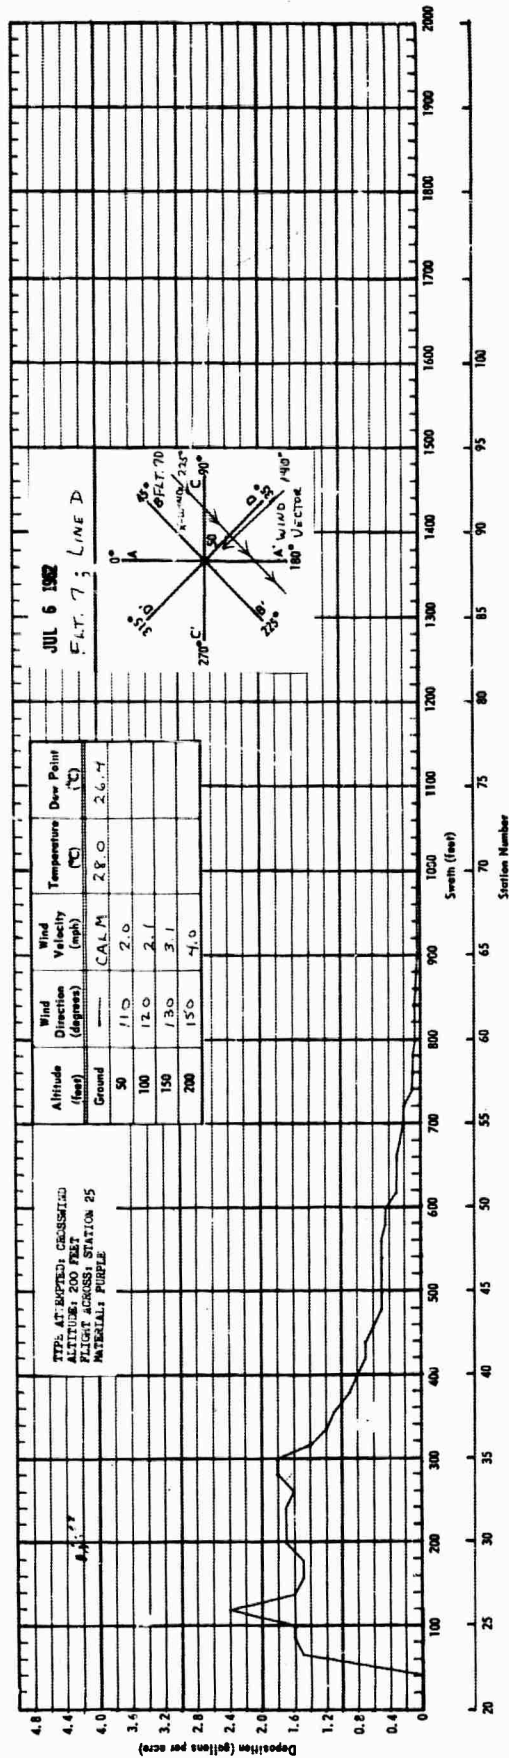 TYPE ATTEMPTED: CROSSWIND
ALTITUDE: 200 FEET
FLIGHT ACROSS: STATION 25
MATERIAL: PURPLE
Altitude (feet) Wind Direction (degrees) Wind Velocity (mph) Temperature (°C) Dew Point (°C)
Ground — CALM 28.0 26.4
50 110 2.0
100 120 2.1
150 130 3.1
200 150 4.0
JUL 6 1962
FLT. 7 ; LINE D
0°
A
FLT. 7D
X-WIND 225°
C 90°
50
140°
A' WIND
180° VECTOR
B'
225°
270° C'
315° D'
4.8
4.4
4.0
3.6
3.2
2.8
2.4
2.0
1.6
1.2
0.8
0.4
0
Deposition (gallons per acre)
100 200 300 400 500 600 700 800 900 1000 1100 1200 1300 1400 1500 1600 1700 1800 1900 2000
Swath (feet)
20 25 30 35 40 45 50 55 60 65 70 75 80 85 90 95 100
Station Number